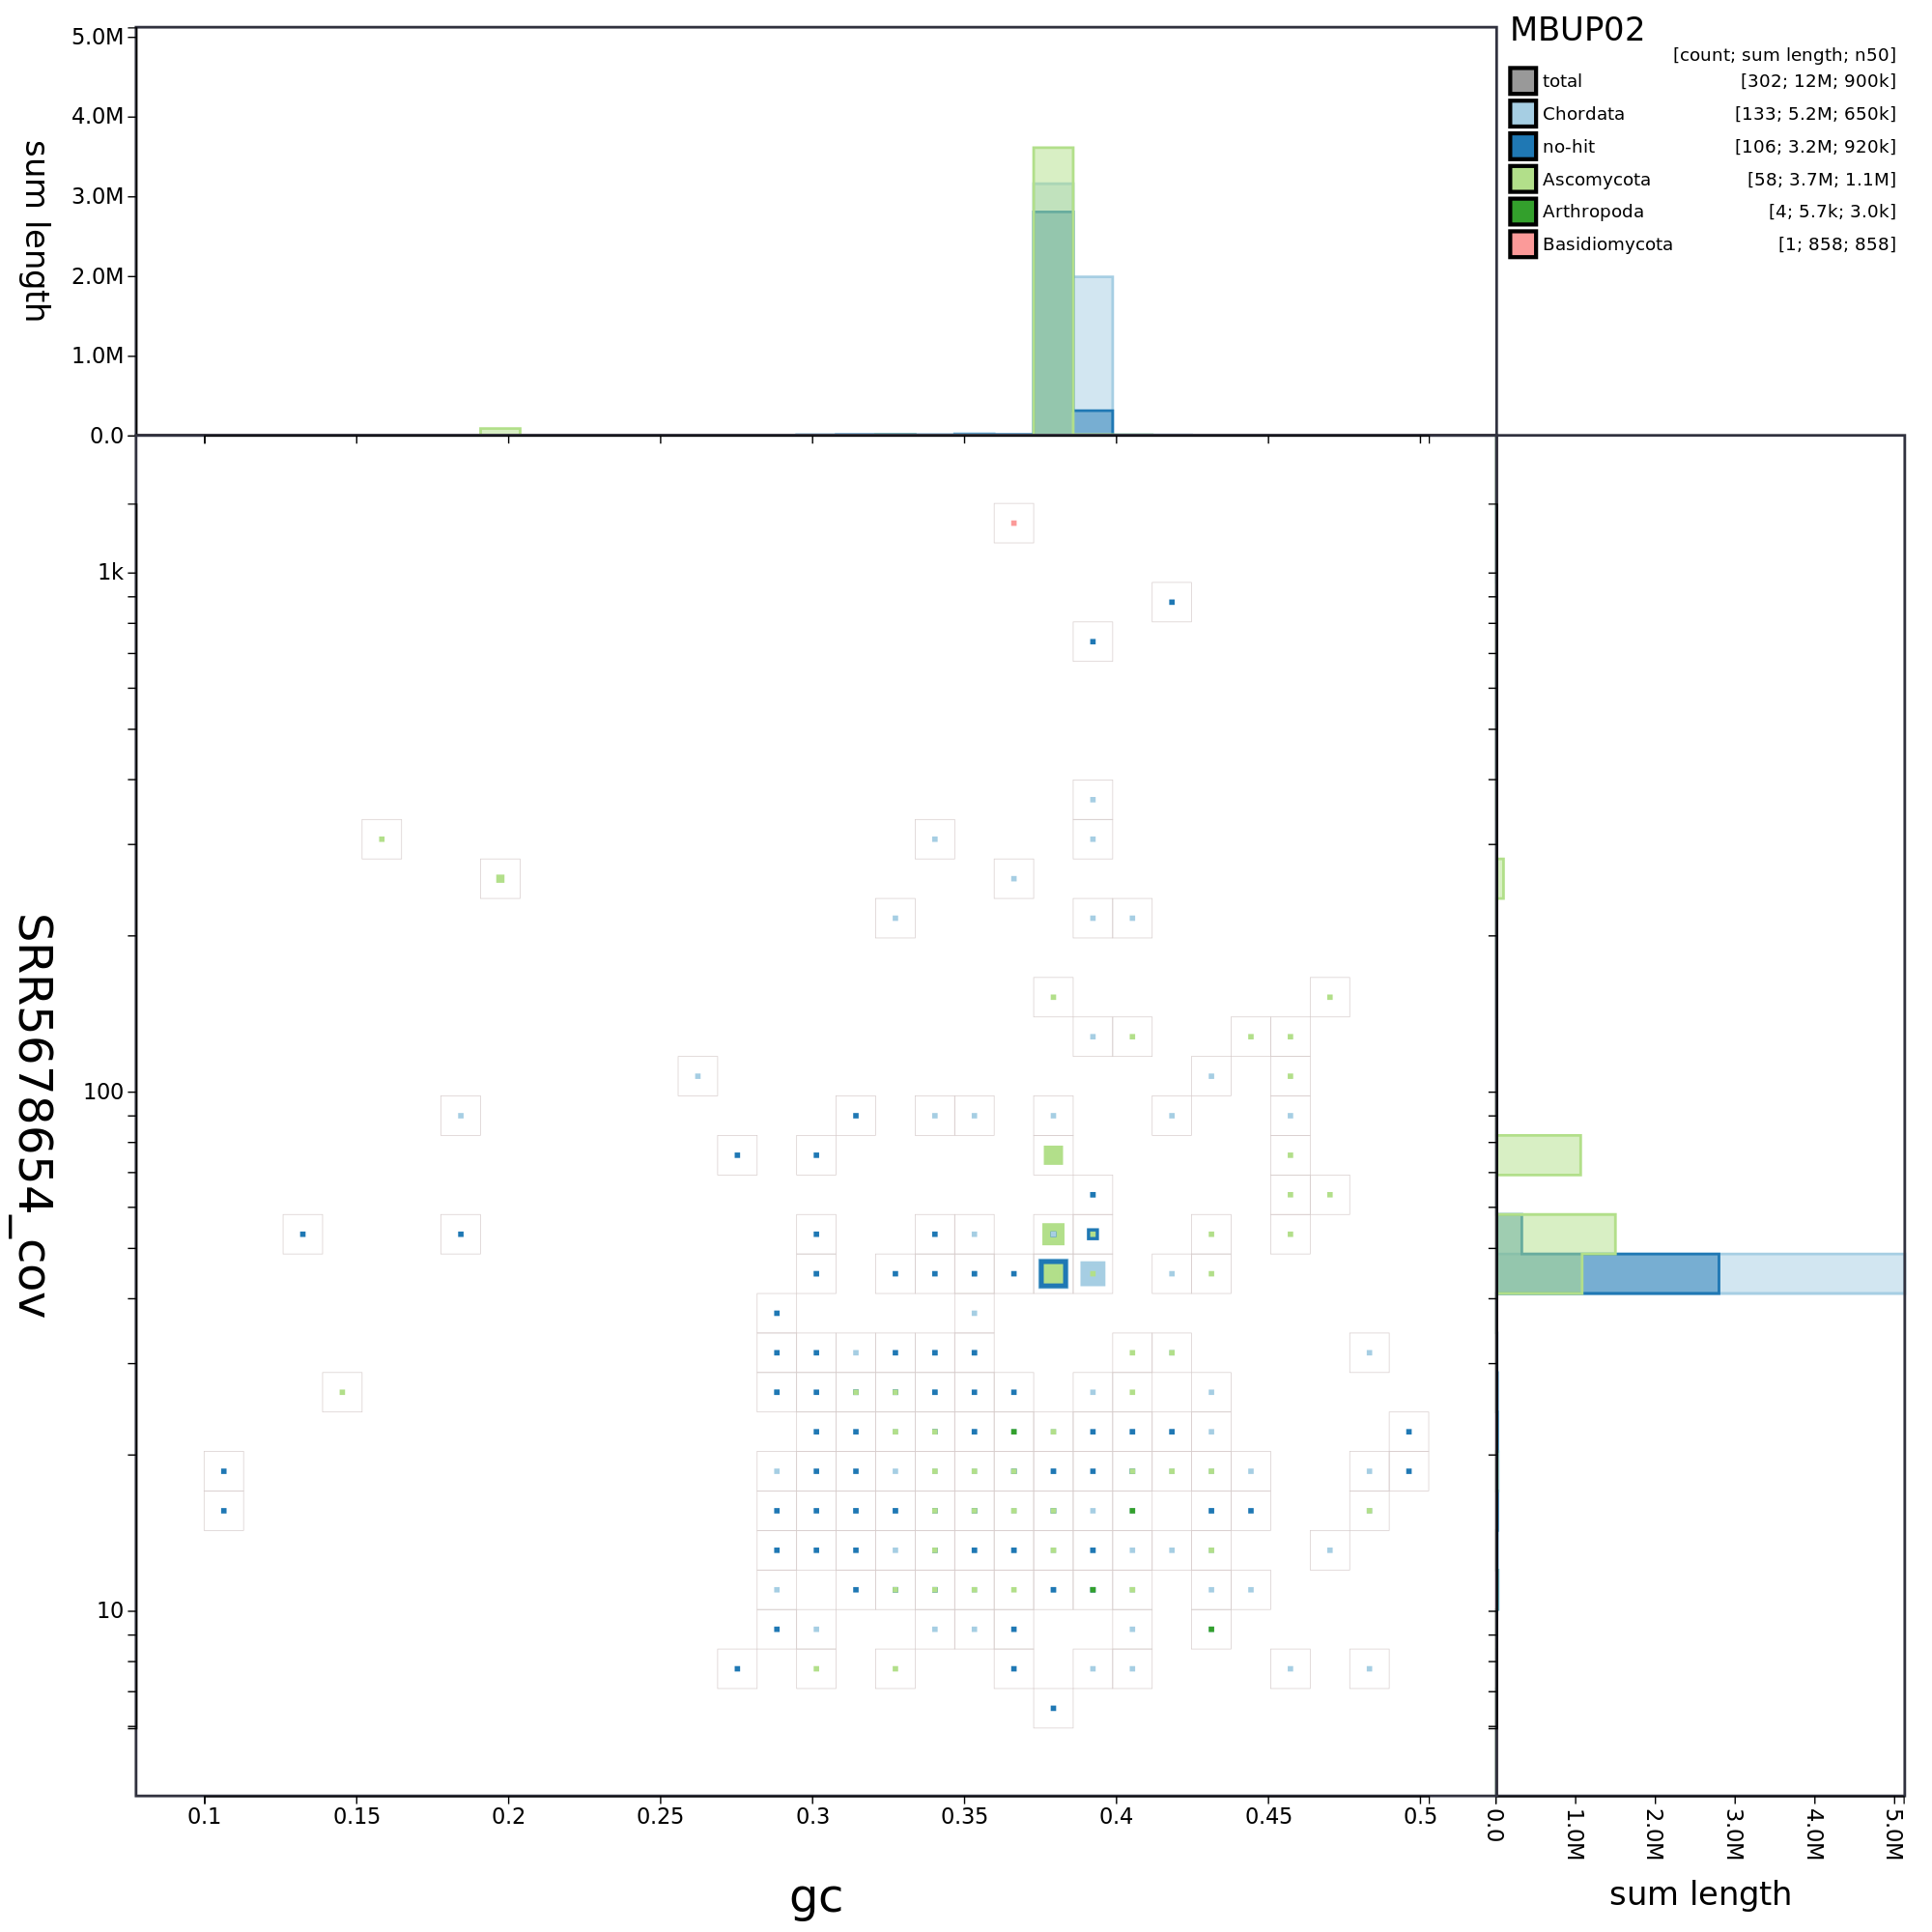 MBUP02
[count; sum length; n50]
total [302; 12M; 900k]
Chordata [133; 5.2M; 650k]
no-hit [106; 3.2M; 920k]
Ascomycota [58; 3.7M; 1.1M]
Arthropoda [4; 5.7k; 3.0k]
Basidiomycota [1; 858; 858]
sum length
5.0M
4.0M
3.0M
2.0M
1.0M
0.0
SRR5678654_cov
1k
100
10
0.1 0.15 0.2 0.25 0.3 0.35 0.4 0.45 0.5
gc
0.0 1.0M 2.0M 3.0M 4.0M 5.0M
sum length